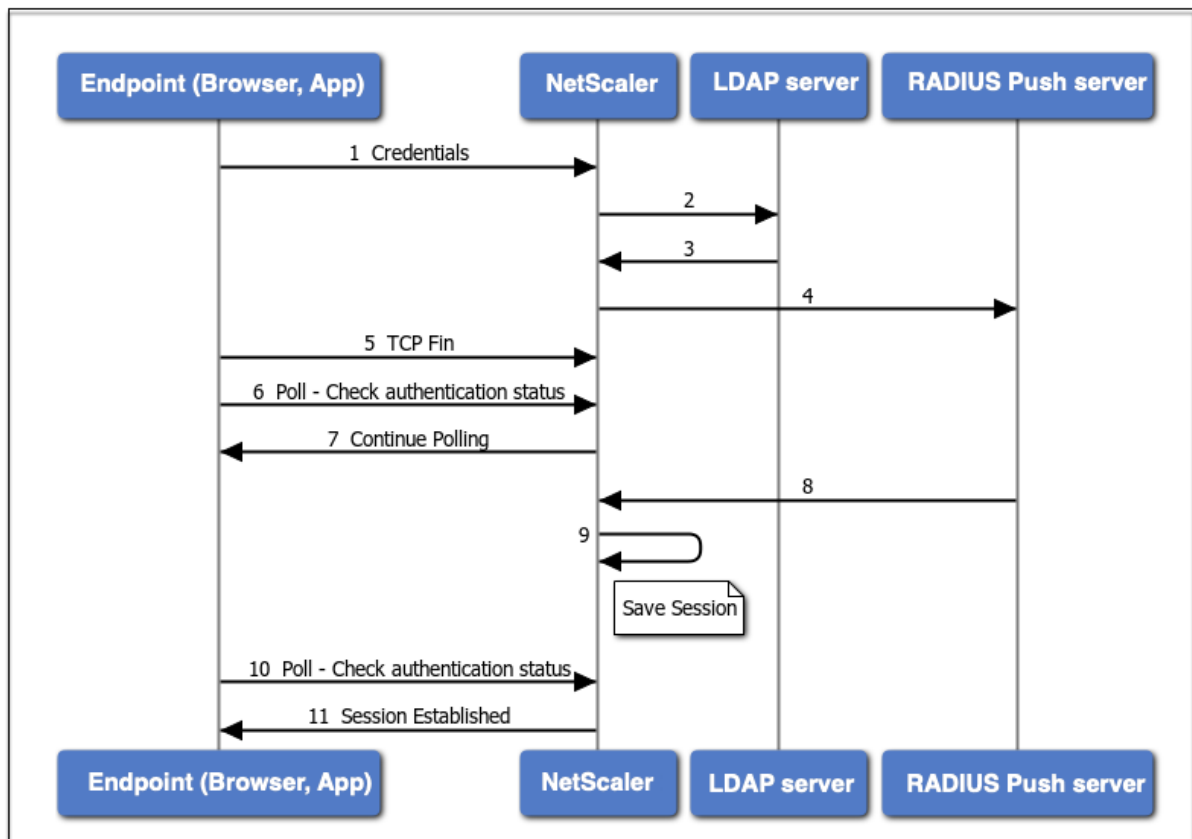 Endpoint (Browser, App)
NetScaler
LDAP server
RADIUS Push server
1 Credentials
2
3
4
5 TCP Fin
6 Poll - Check authentication status
7 Continue Polling
8
9
Save Session
10 Poll - Check authentication status
11 Session Established
Endpoint (Browser, App)
NetScaler
LDAP server
RADIUS Push server